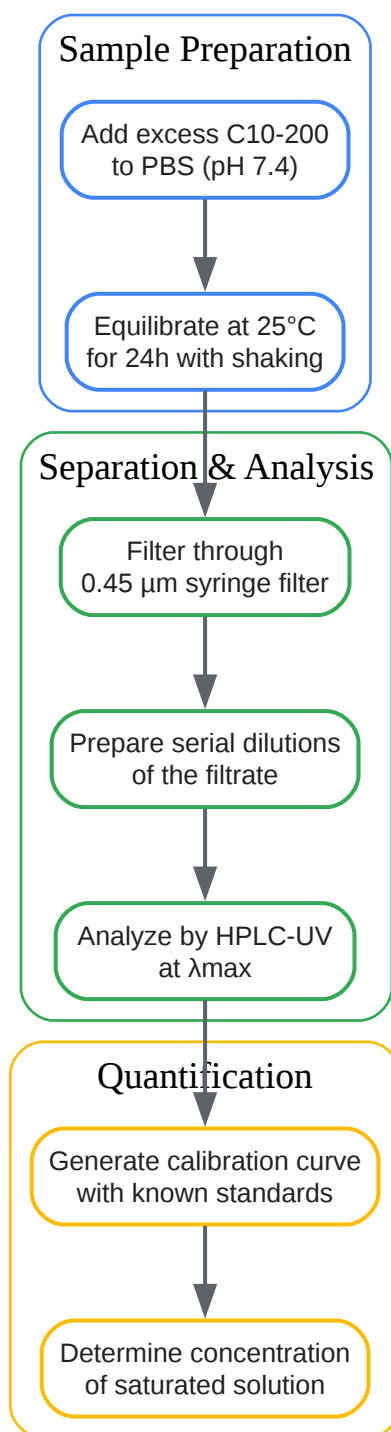 Sample Preparation
Add excess C10-200
to PBS (pH 7.4)
Equilibrate at 25°C
for 24h with shaking
Separation & Analysis
Filter through
0.45 µm syringe filter
Prepare serial dilutions
of the filtrate
Analyze by HPLC-UV
at λmax
Quantification
Generate calibration curve
with known standards
Determine concentration
of saturated solution